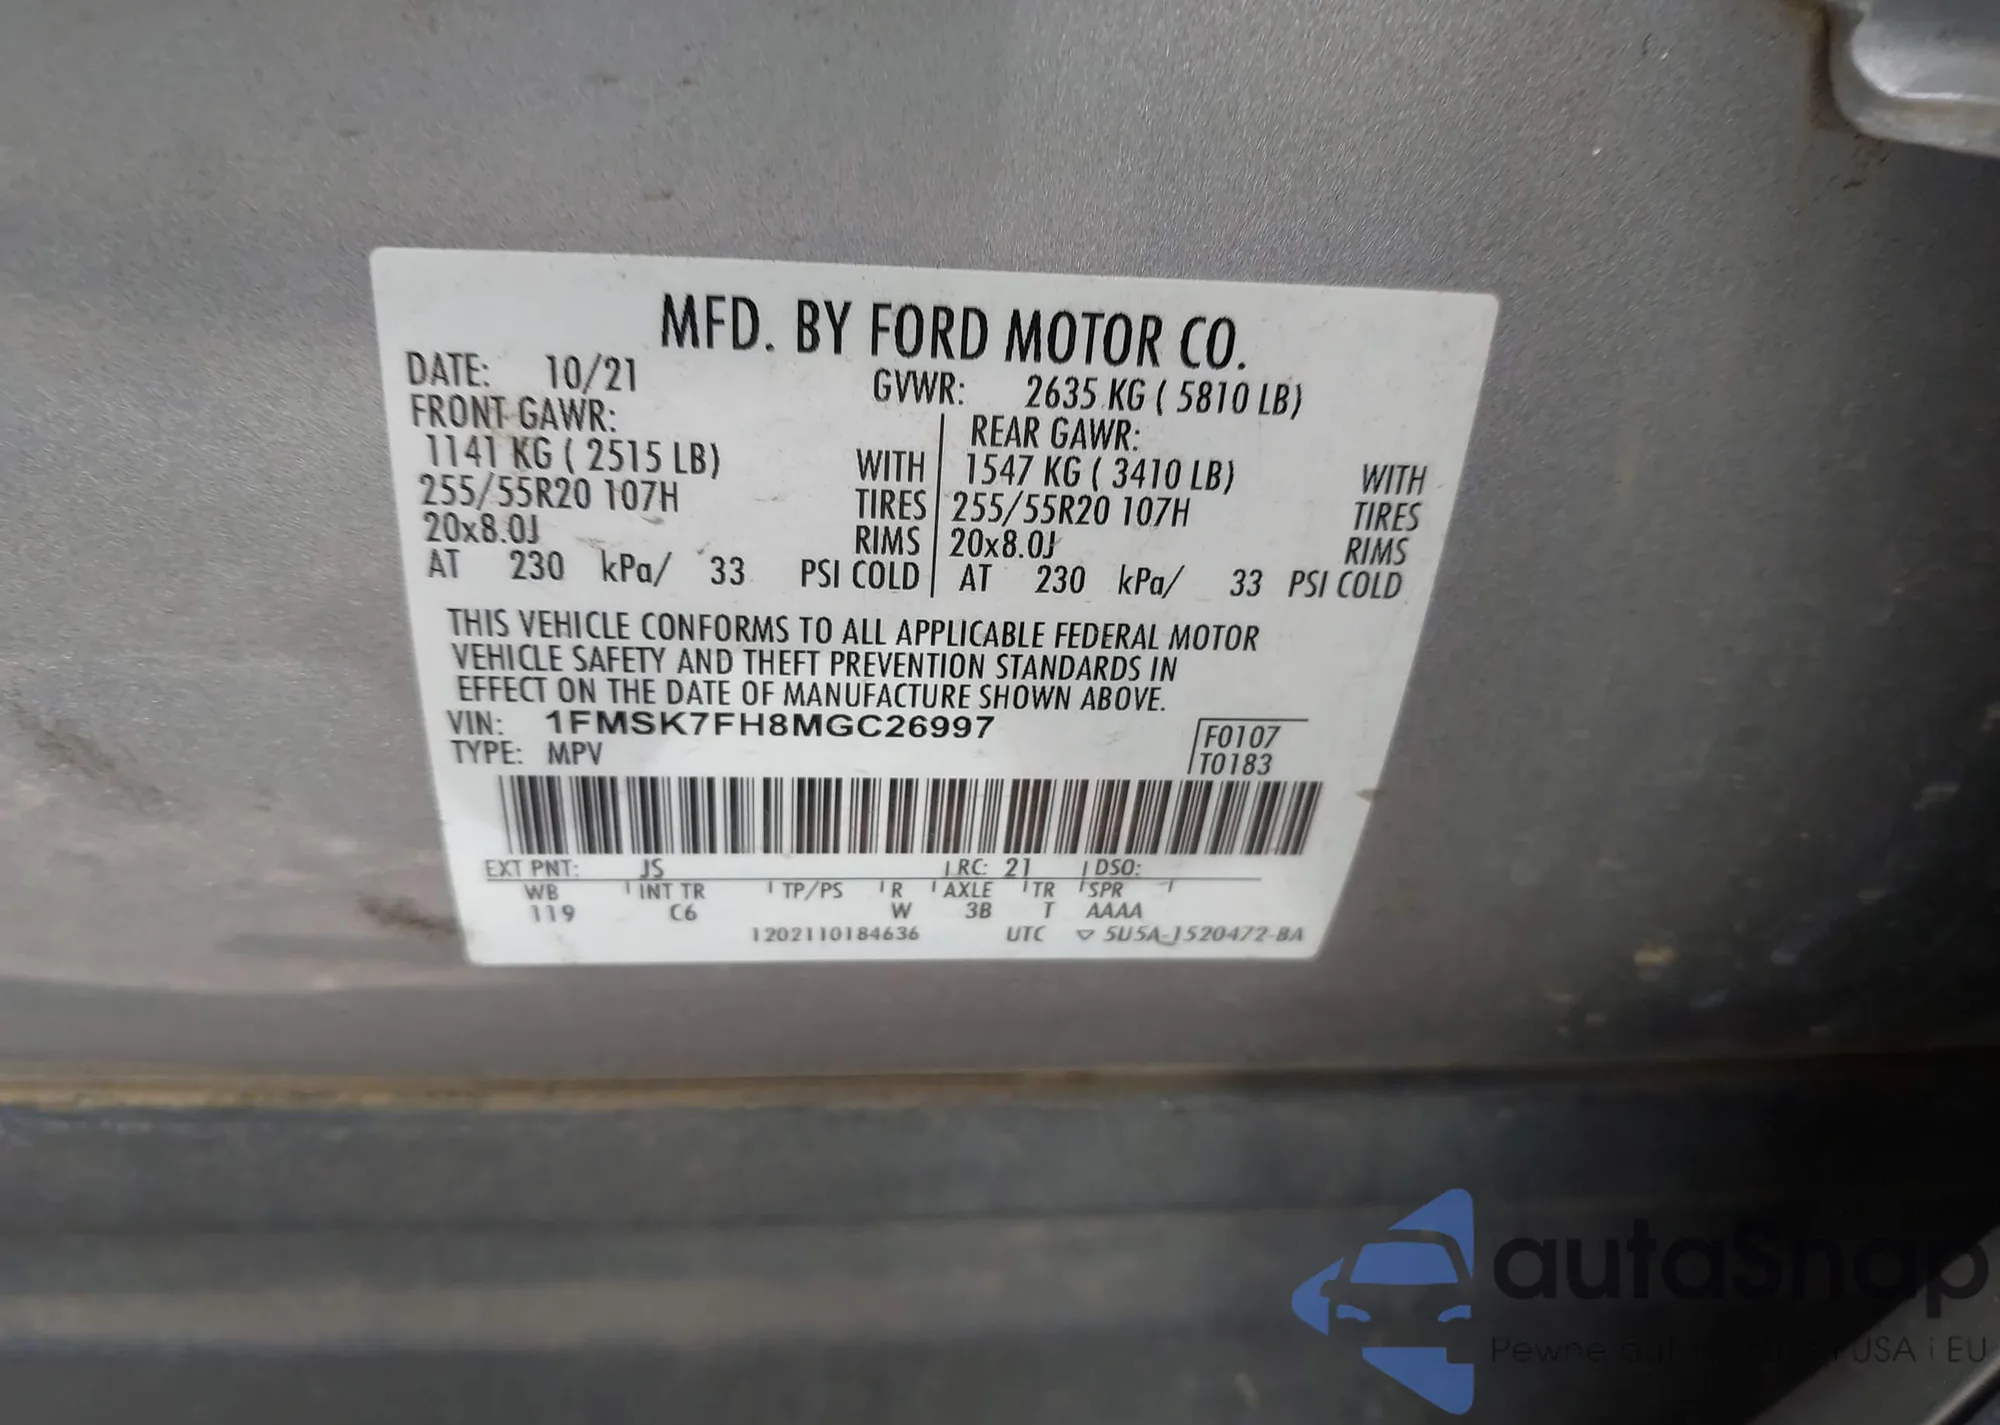 MFD. BY FORD MOTOR CO.
DATE: 10/21 GVWR: 2635 KG ( 5810 LB)
FRONT GAWR: REAR GAWR:
1141 KG ( 2515 LB) WITH 1547 KG ( 3410 LB) WITH
255/55R20 107H TIRES 255/55R20 107H TIRES
20x8.0J RIMS 20x8.0J RIMS
AT 230 kPa/ 33 PSI COLD AT 230 kPa/ 33 PSI COLD
THIS VEHICLE CONFORMS TO ALL APPLICABLE FEDERAL MOTOR
VEHICLE SAFETY AND THEFT PREVENTION STANDARDS IN
EFFECT ON THE DATE OF MANUFACTURE SHOWN ABOVE.
VIN: 1FMSK7FH8MGC26997
TYPE: MPV
F0107
T0183
EXT PNT: JS RC: 21 DSO:
WB INT TR TP/PS R AXLE TR SPR
119 C6 W 3B T AAAA
1202110184636 UTC ▽ 5U5A-1520472-BA
autaSnap
Pewne USA i EU